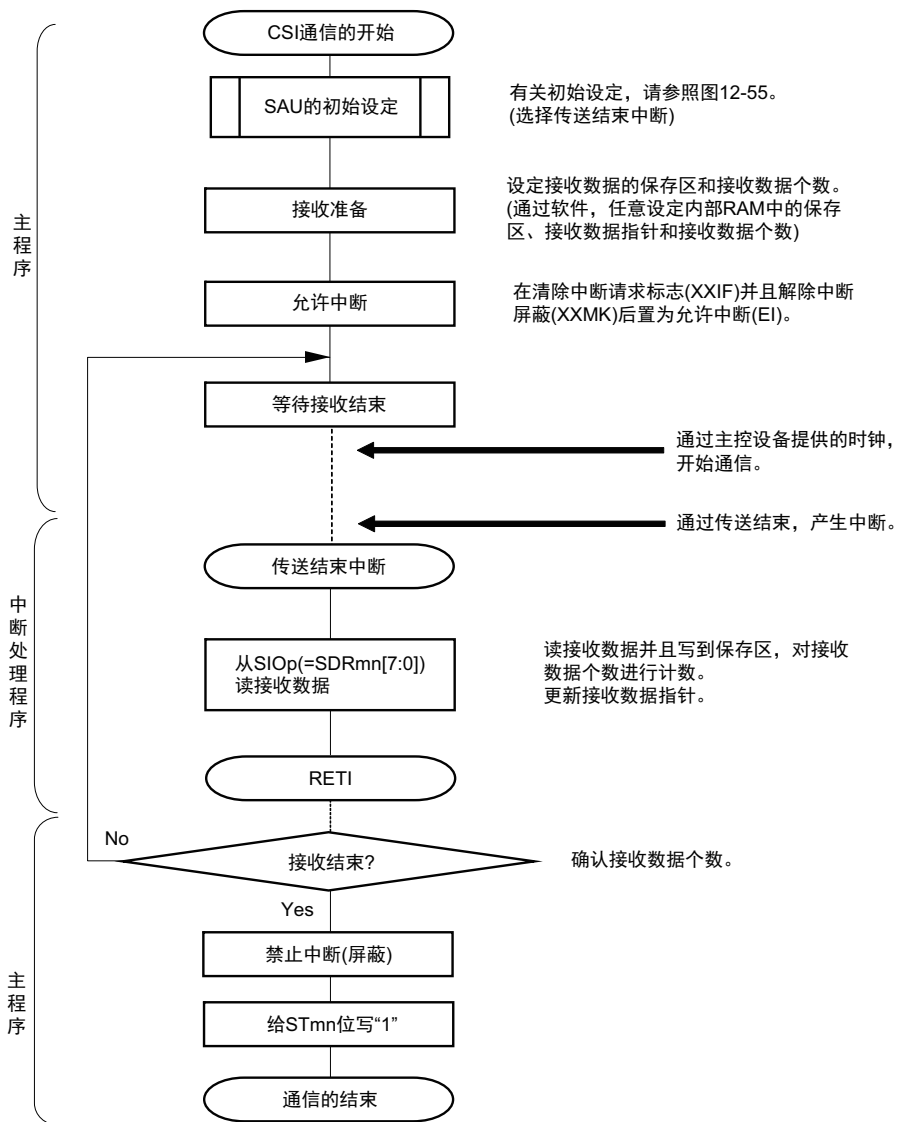 CSI通信的开始
SAU的初始设定
有关初始设定，请参照图12-55。
(选择传送结束中断)
主程序
接收准备
设定接收数据的保存区和接收数据个数。
(通过软件，任意设定内部RAM中的保存
区、接收数据指针和接收数据个数)
允许中断
在清除中断请求标志(XXIF)并且解除中断
屏蔽(XXMK)后置为允许中断(EI)。
等待接收结束
通过主控设备提供的时钟，
开始通信。
通过传送结束，产生中断。
传送结束中断
中断处理程序
从SIOp(=SDRmn[7:0])
读接收数据
读接收数据并且写到保存区，对接收
数据个数进行计数。
更新接收数据指针。
RETI
No
接收结束?
确认接收数据个数。
Yes
禁止中断(屏蔽)
主程序
给STmn位写“1”
通信的结束